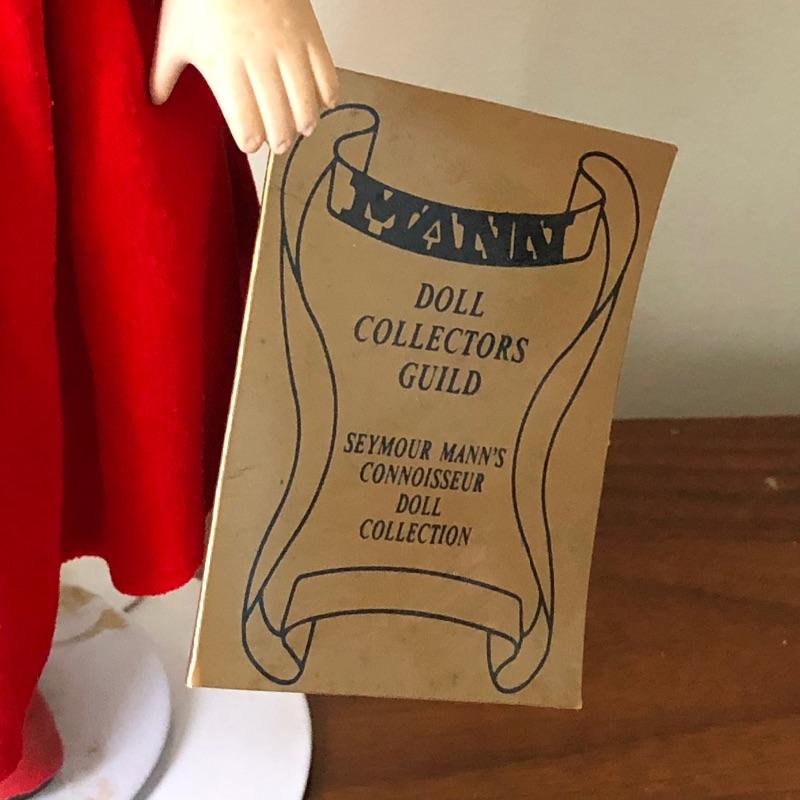 MANN
DOLL
COLLECTORS
GUILD
SEYMOUR MANN'S
CONNOISSEUR
DOLL
COLLECTION